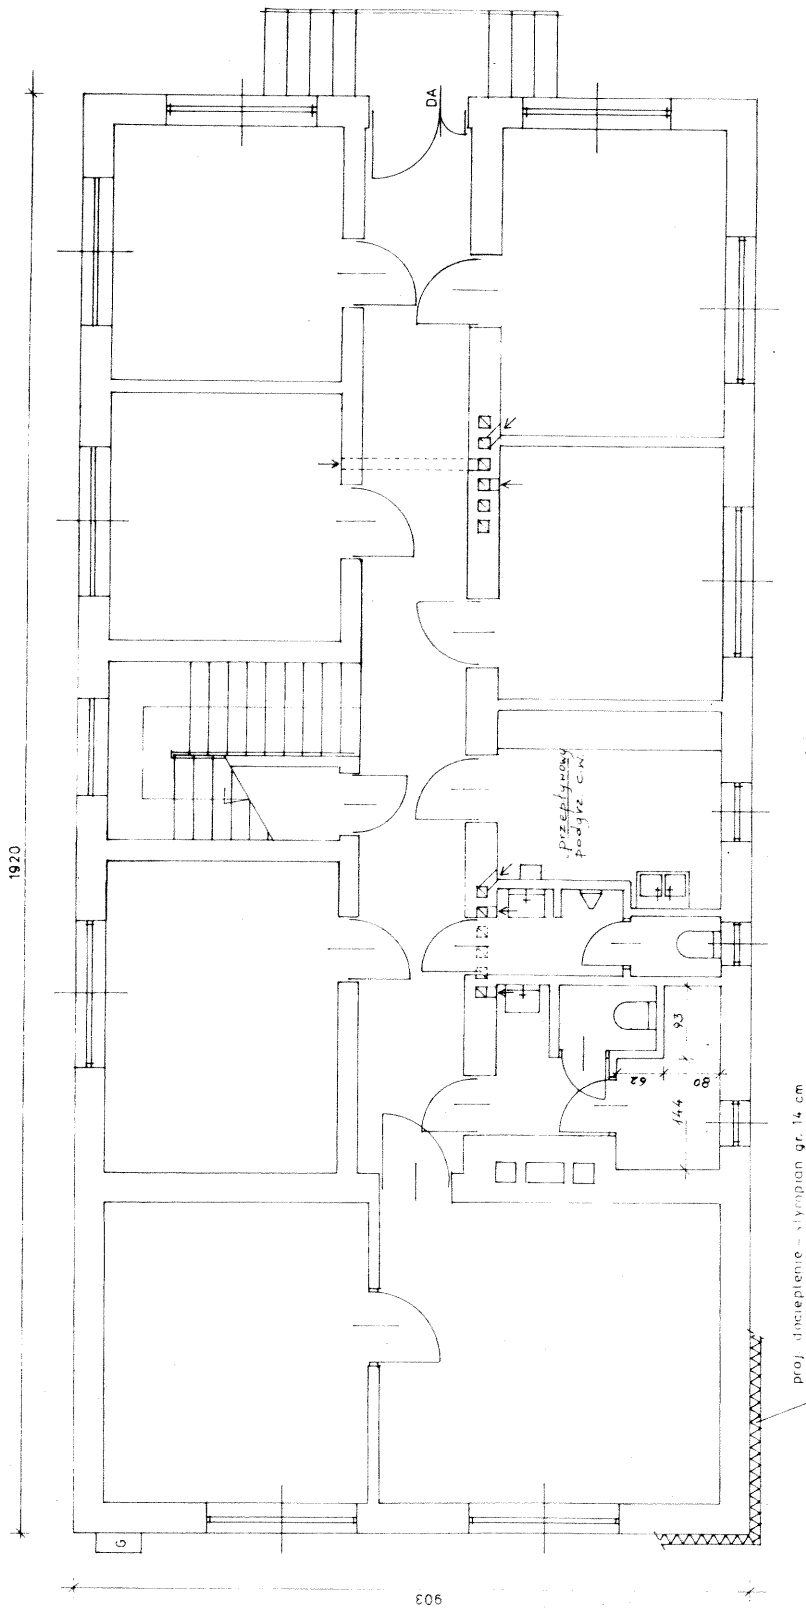 DA
1920
przepływowy
podgrz c.w.
93
62
80
144
proj. docieplenie - styropian gr. 14 cm
G
903